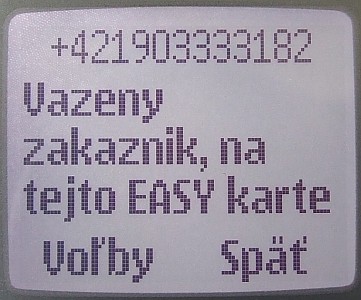 +421903333182
Vazeny
zakaznik, na
tejto EASY karte
Voľby Späť